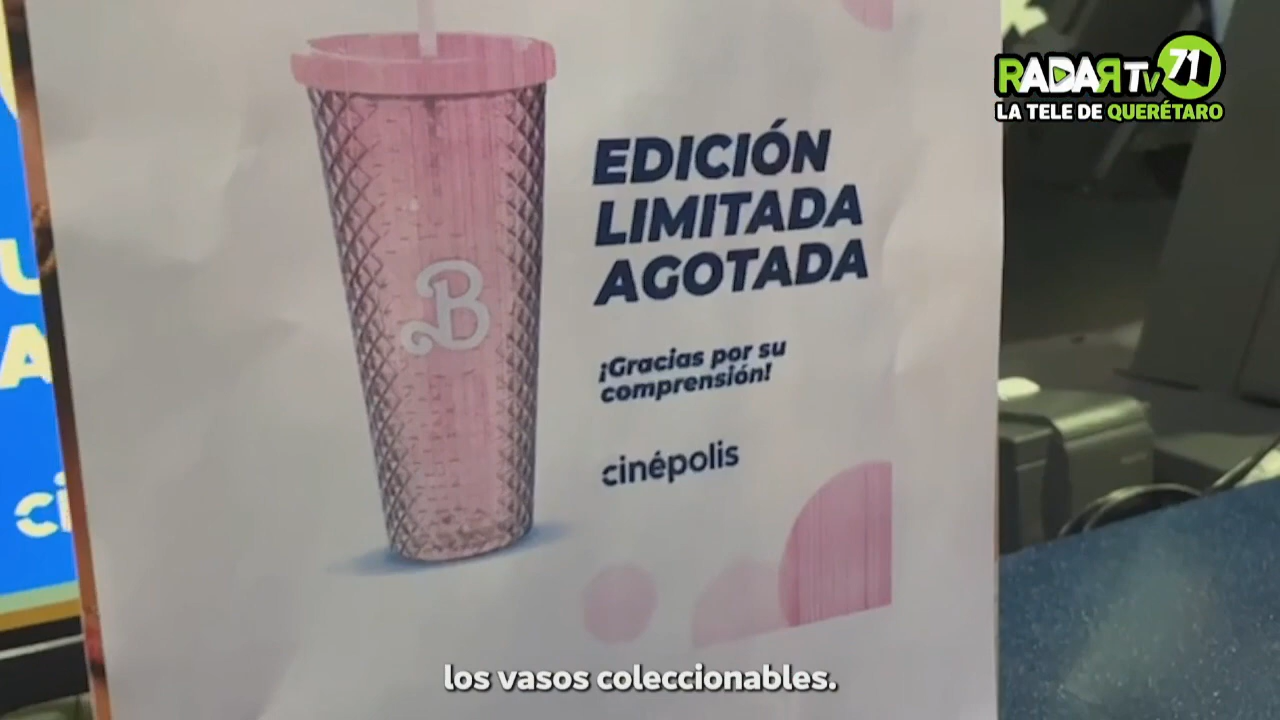 RADAR TV 71
LA TELE DE QUERÉTARO
EDICIÓN
LIMITADA
AGOTADA
¡Gracias por su
comprensión!
cinépolis
B
los vasos coleccionables.